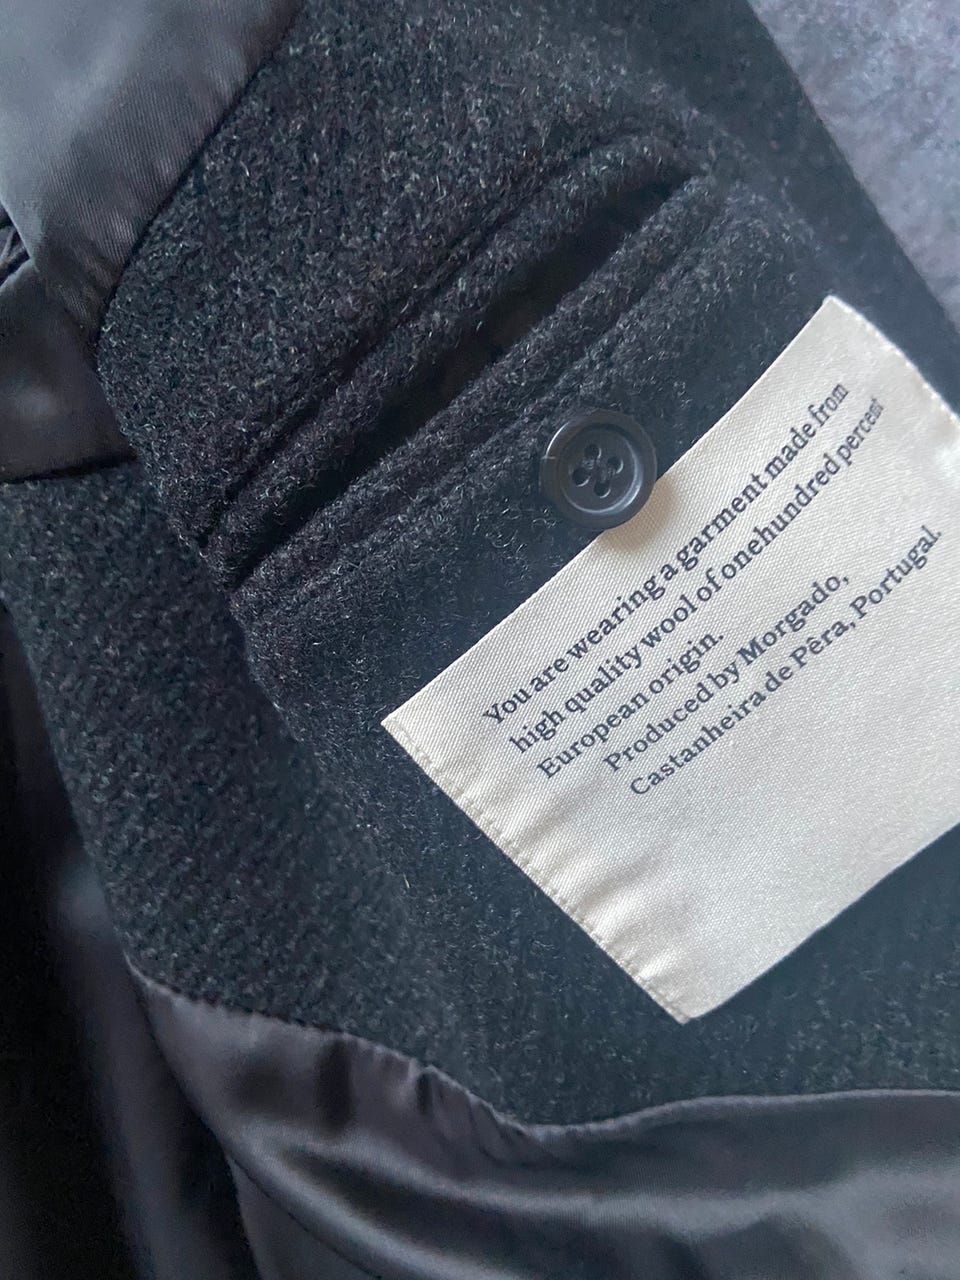 You are wearing a garment made from
high quality wool of onehundred percent
European origin.
Produced by Morgado,
Castanheira de Pêra, Portugal.